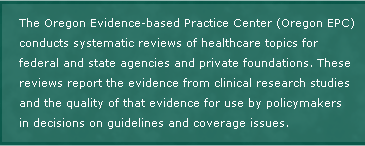 The Oregon Evidence-based Practice Center (Oregon EPC)
conducts systematic reviews of healthcare topics for
federal and state agencies and private foundations. These
reviews report the evidence from clinical research studies
and the quality of that evidence for use by policymakers
in decisions on guidelines and coverage issues.